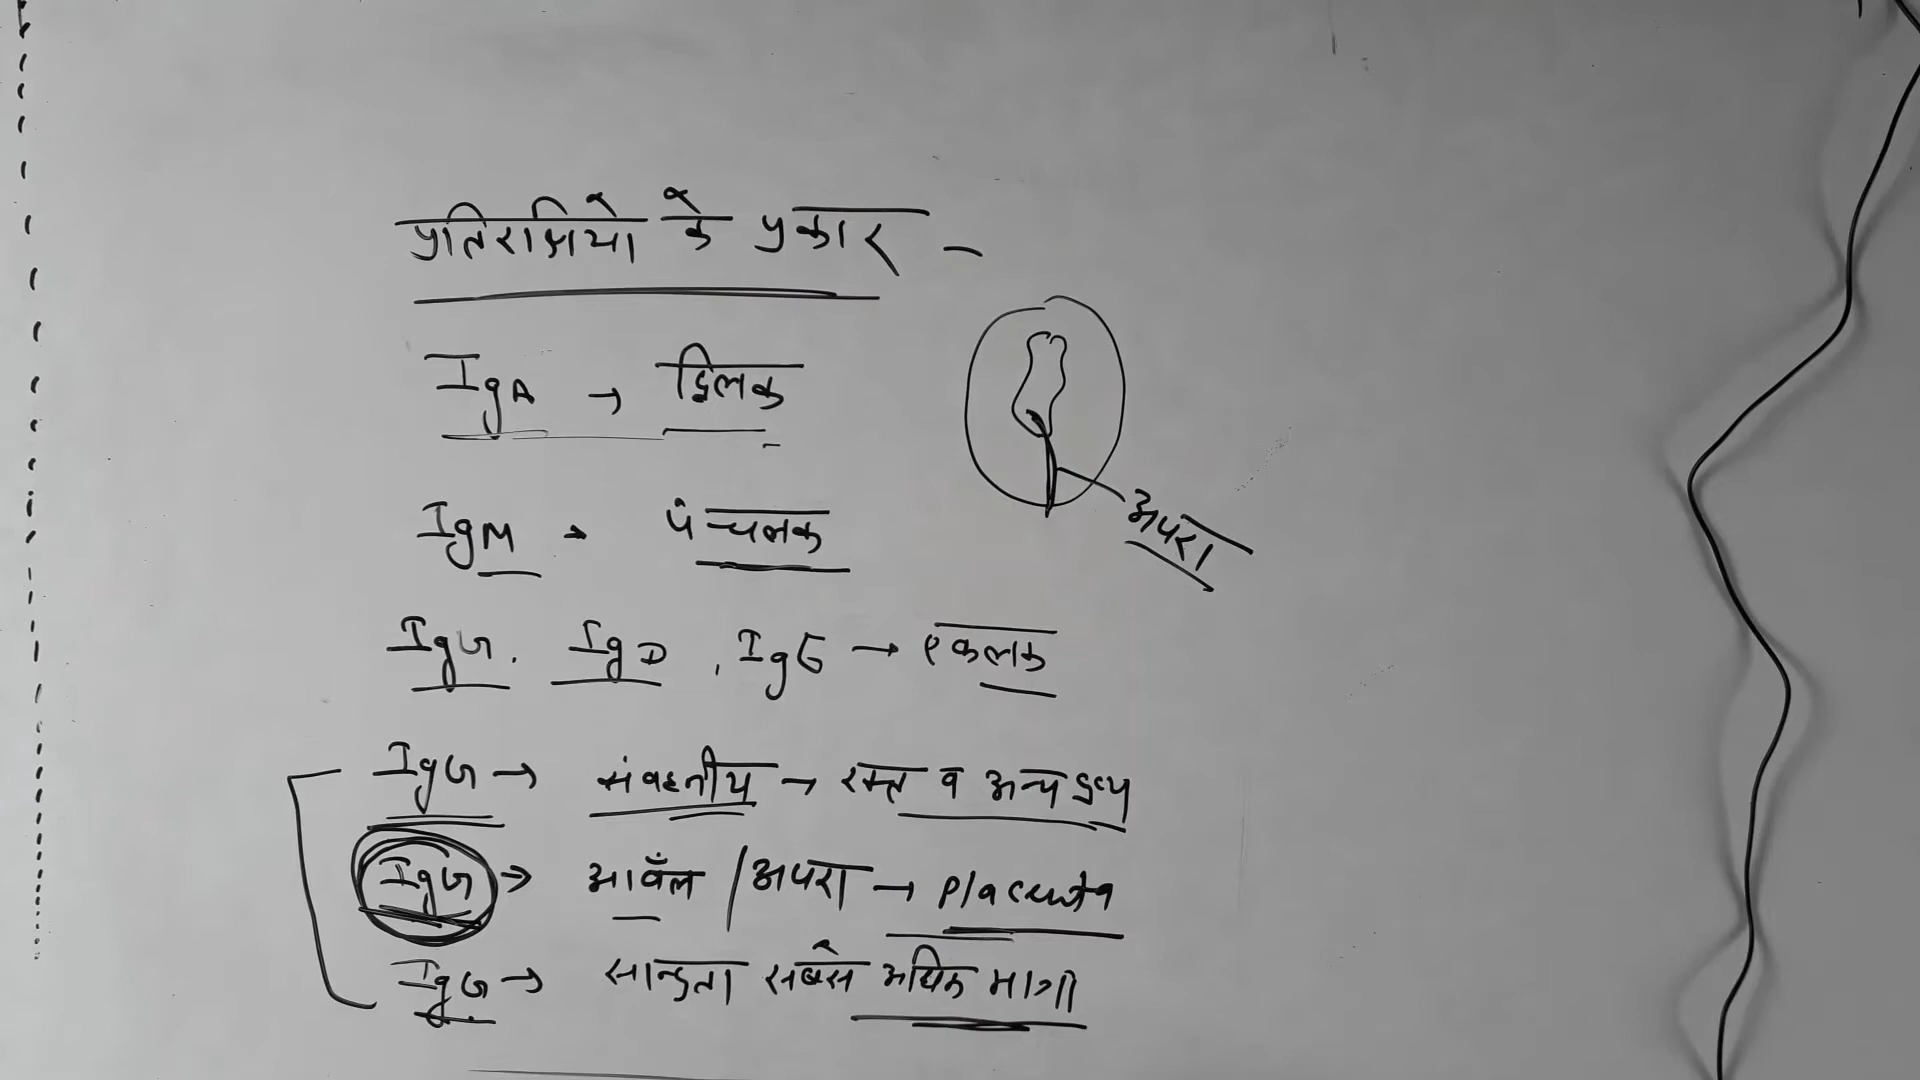 प्रतिरक्षियों के प्रकार -
IgA → द्विलक
IgM → पंचलक
अपरा
IgG, IgD, IgE → एकलक
IgG → संवहनीय → रक्त व अन्य द्रव्य
IgG → आवँल / अपरा → Placenta
IgG → सान्द्रता सबसे अधिक मात्रा